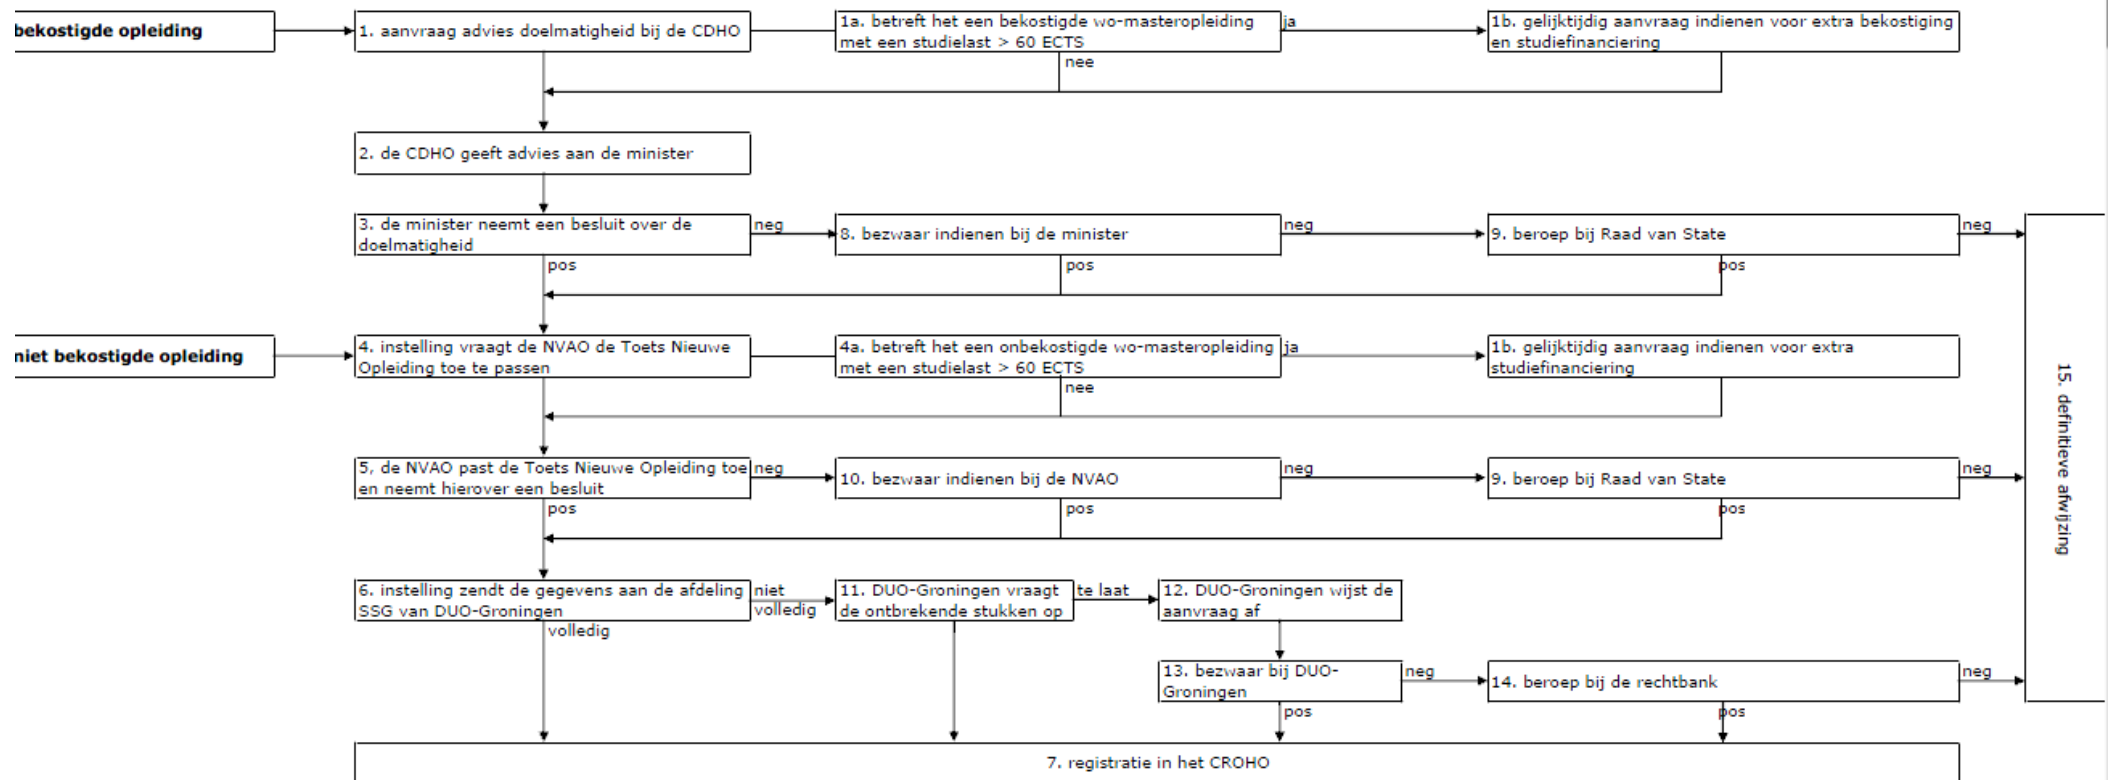 bekostigde opleiding
1. aanvraag advies doelmatigheid bij de CDHO
1a. betreft het een bekostigde wo-masteropleiding
met een studielast > 60 ECTS
ja
1b. gelijktijdig aanvraag indienen voor extra bekostiging
en studiefinanciering
nee
2. de CDHO geeft advies aan de minister
3. de minister neemt een besluit over de
doelmatigheid
neg
8. bezwaar indienen bij de minister
neg
9. beroep bij Raad van State
neg
pos
pos
pos
niet bekostigde opleiding
4. instelling vraagt de NVAO de Toets Nieuwe
Opleiding toe te passen
4a. betreft het een onbekostigde wo-masteropleiding
met een studielast > 60 ECTS
ja
1b. gelijktijdig aanvraag indienen voor extra
studiefinanciering
nee
15. definitieve afwijzing
5. de NVAO past de Toets Nieuwe Opleiding toe
en neemt hierover een besluit
neg
10. bezwaar indienen bij de NVAO
neg
9. beroep bij Raad van State
neg
pos
pos
pos
6. instelling zendt de gegevens aan de afdeling
SSG van DUO-Groningen
niet
volledig
11. DUO-Groningen vraagt
de ontbrekende stukken op
te laat
12. DUO-Groningen wijst de
aanvraag af
volledig
13. bezwaar bij DUO-
Groningen
neg
14. beroep bij de rechtbank
neg
pos
pos
7. registratie in het CROHO